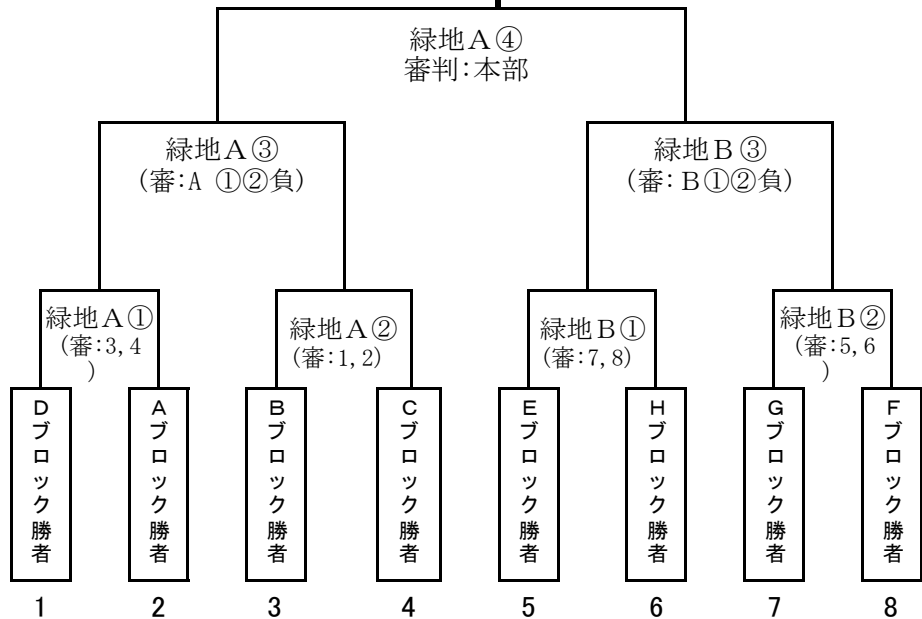 緑地A④
審判:本部
緑地A③
(審:A ①②負)
緑地B③
(審:B①②負)
緑地A①
(審:3,4
)
緑地A②
(審:1,2)
緑地B①
(審:7,8)
緑地B②
(審:5,6
)
Dブロック勝者
Aブロック勝者
Bブロック勝者
Cブロック勝者
Eブロック勝者
Hブロック勝者
Gブロック勝者
Fブロック勝者
1 2 3 4 5 6 7 8